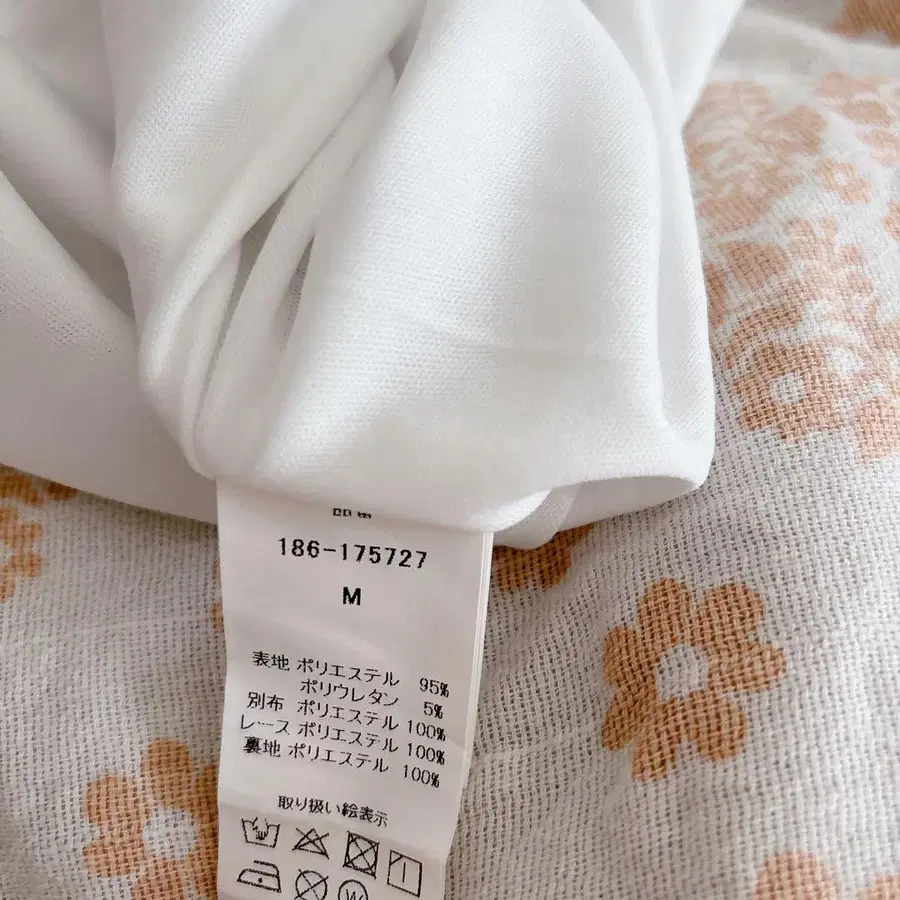 品番
186-175727
M
表地 ポリエステル 95%
ポリウレタン 5%
別布 ポリエステル 100%
レース ポリエステル 100%
裏地 ポリエステル 100%
取り扱い絵表示
W